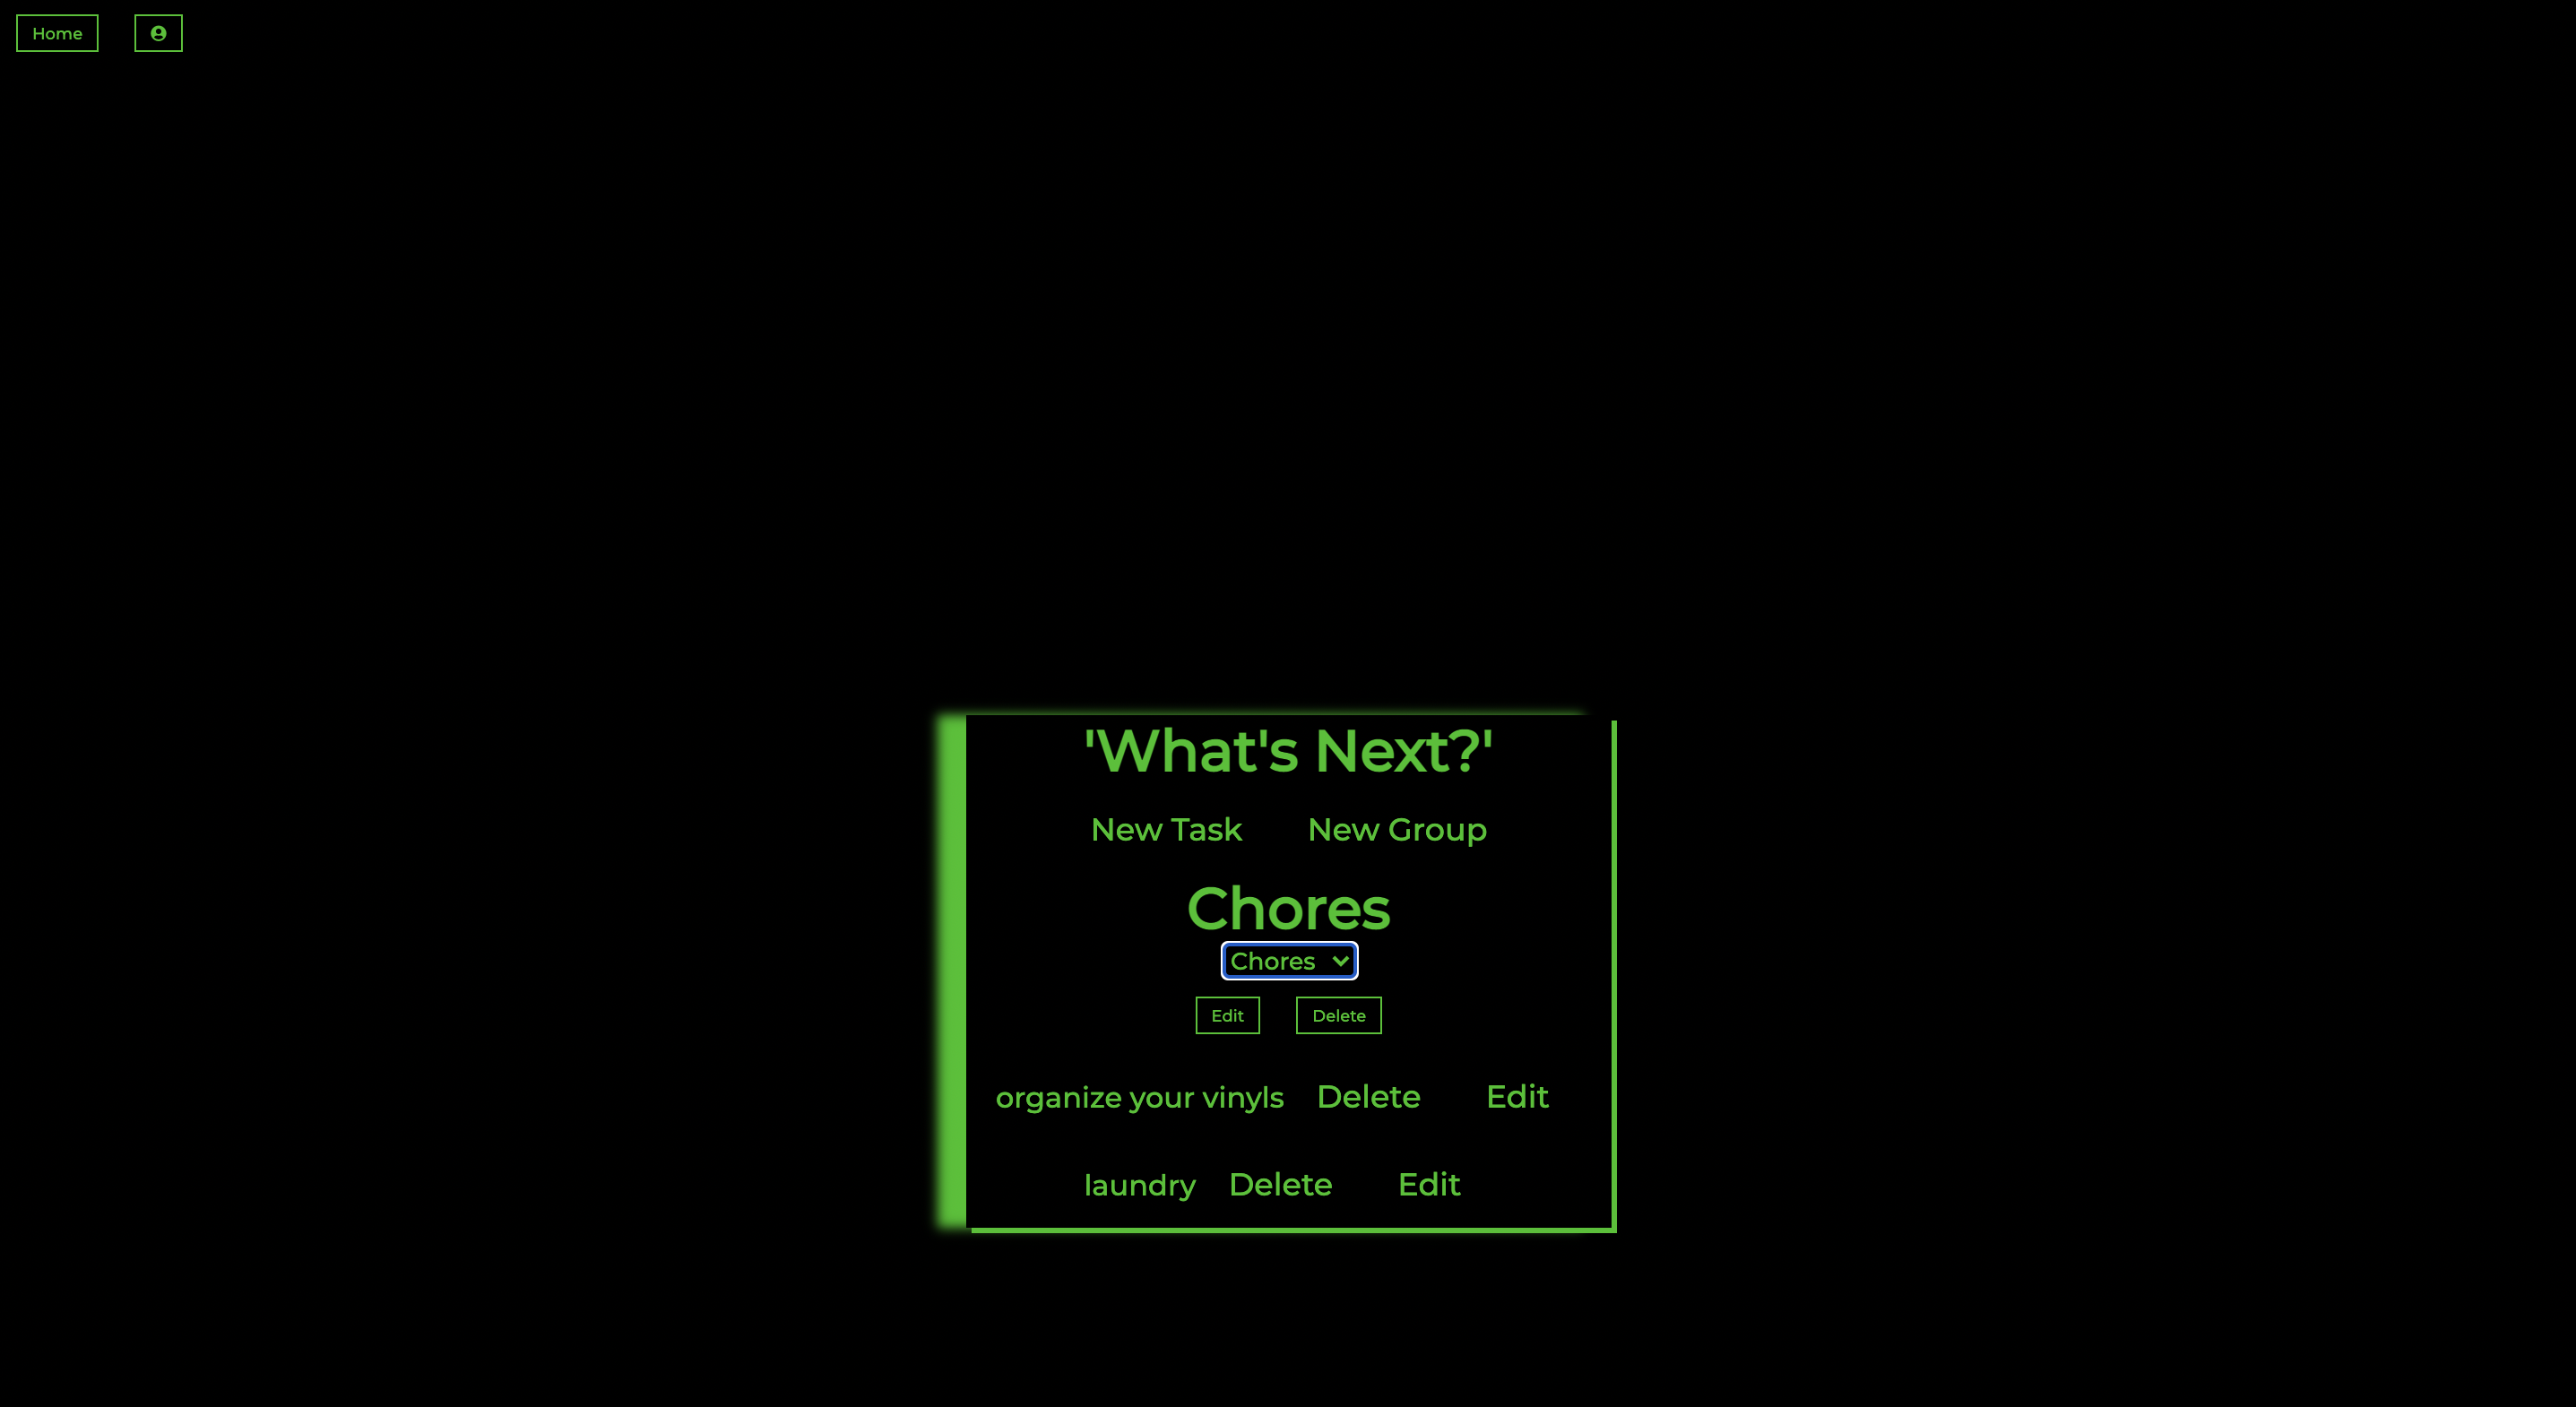 Home
'What's Next?'
New Task New Group
Chores
Chores
Edit Delete
organize your vinyls Delete Edit
laundry Delete Edit